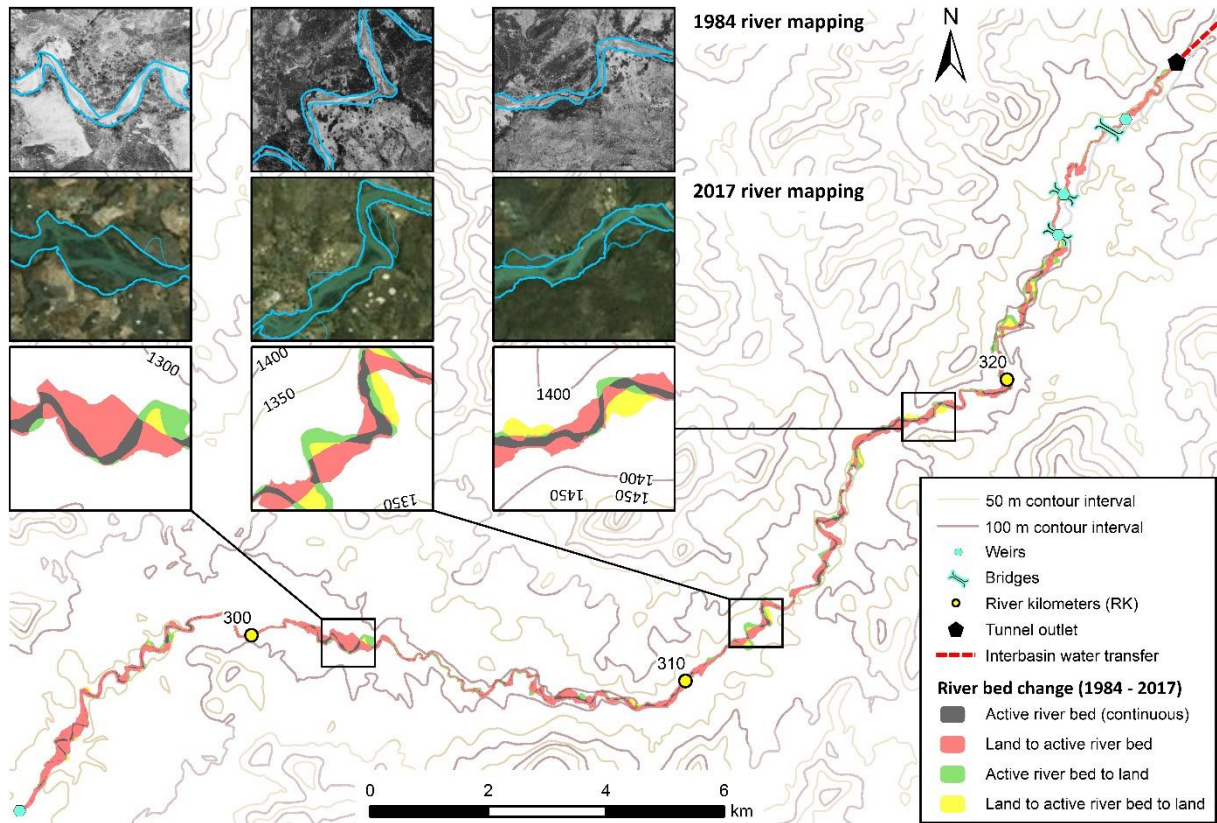 1984 river mapping
N
2017 river mapping
1300
1400
1350
1350
1400
1400
1450
1450
1450
320
310
300
50 m contour interval
100 m contour interval
Weirs
Bridges
River kilometers (RK)
Tunnel outlet
Interbasin water transfer
River bed change (1984 - 2017)
Active river bed (continuous)
Land to active river bed
Active river bed to land
Land to active river bed to land
0 2 4 6
km